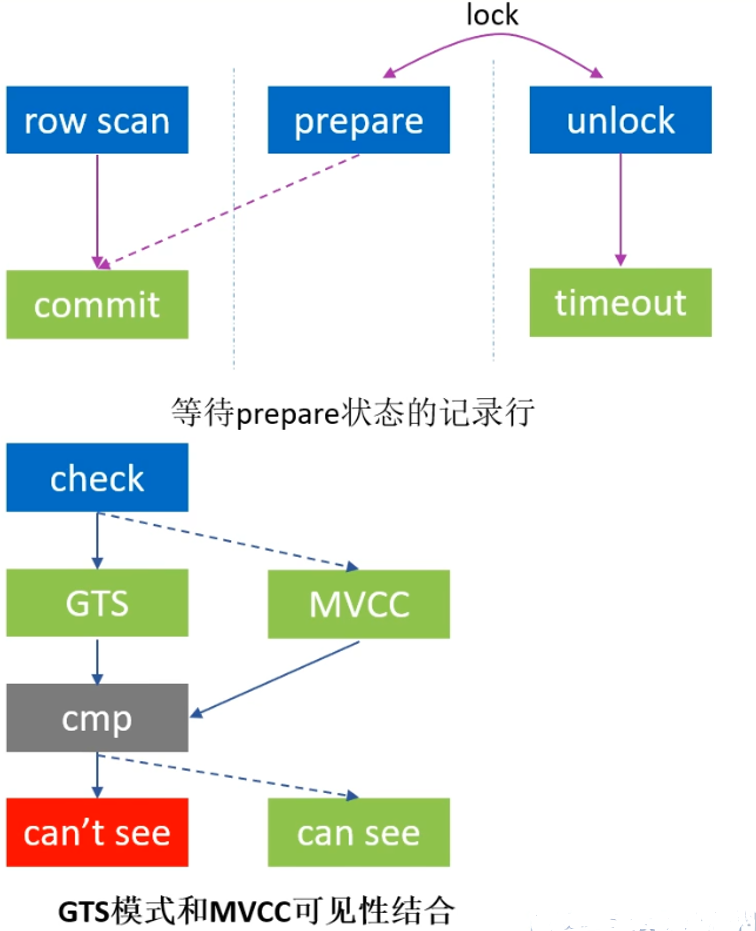 lock
row scan
prepare
unlock
commit
timeout
等待prepare状态的记录行
check
GTS
MVCC
cmp
can't see
can see
GTS模式和MVCC可见性结合